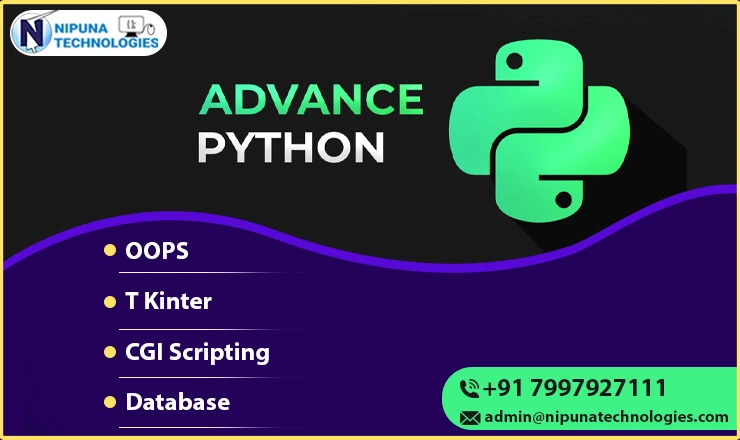 NIPUNA
TECHNOLOGIES
ADVANCE
PYTHON
OOPS
T Kinter
CGI Scripting
Database
+91 7997927111
admin@nipunatechnologies.com